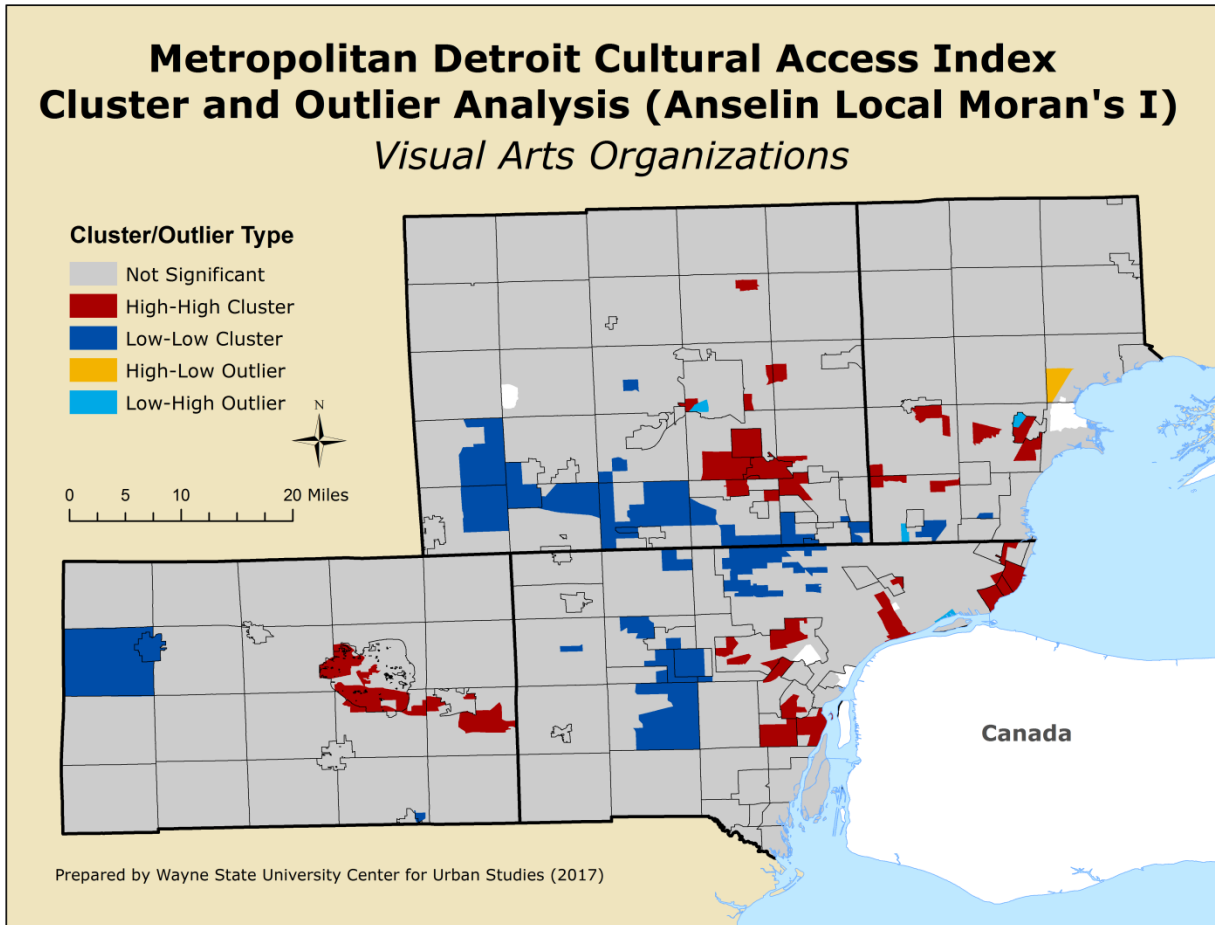 Metropolitan Detroit Cultural Access Index
Cluster and Outlier Analysis (Anselin Local Moran's I)
Visual Arts Organizations
Cluster/Outlier Type
Not Significant
High-High Cluster
Low-Low Cluster
High-Low Outlier
Low-High Outlier
N
0 5 10 20 Miles
Canada
Prepared by Wayne State University Center for Urban Studies (2017)